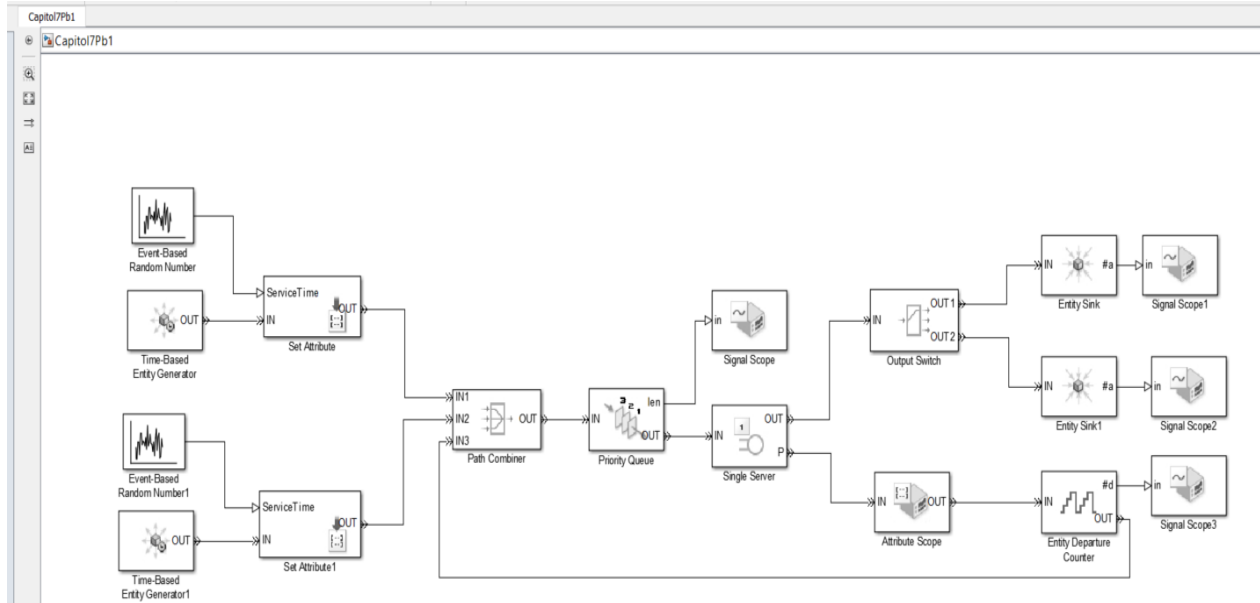 Capitol7Pb1
Capitol7Pb1
Event-Based
Random Number
ServiceTime
OUT
IN
Set Attribute
OUT
Time-Based
Entity Generator
Event-Based
Random Number1
ServiceTime
OUT
IN
Set Attribute1
OUT
Time-Based
Entity Generator1
IN1
IN2
IN3
OUT
Path Combiner
IN
3
2
1
len
OUT
Priority Queue
in
Signal Scope
IN
1
OUT
P
Single Server
IN
OUT1
OUT2
Output Switch
IN
#a
Entity Sink
in
Signal Scope1
IN
#a
Entity Sink1
in
Signal Scope2
IN
OUT
Attribute Scope
IN
#d
OUT
Entity Departure
Counter
in
Signal Scope3